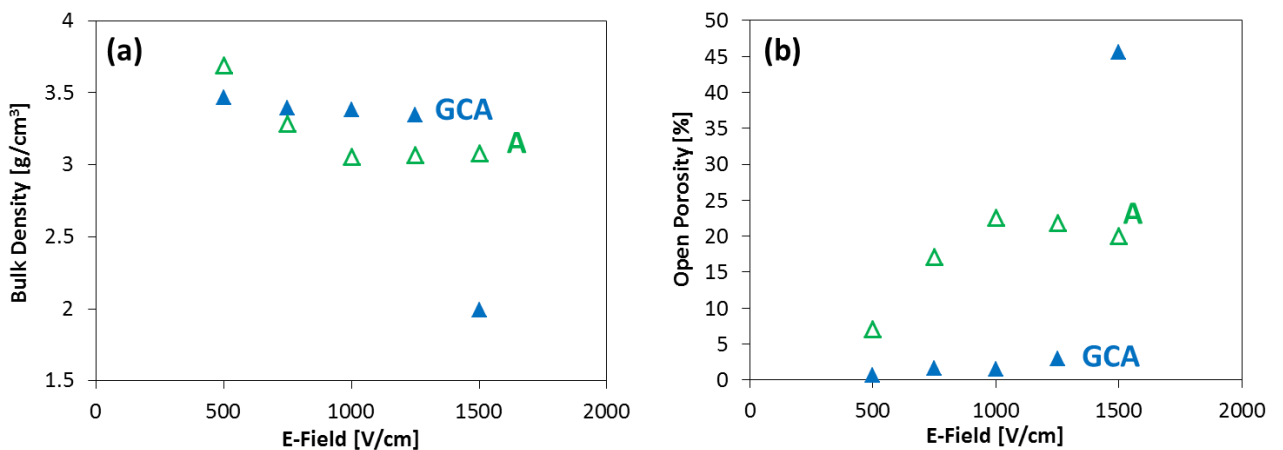 (a)
4
3.5
3
2.5
2
1.5
0
500
1000
1500
2000
Bulk Density [g/cm³]
E-Field [V/cm]
GCA
A
(b)
50
45
40
35
30
25
20
15
10
5
0
0
500
1000
1500
2000
Open Porosity [%]
E-Field [V/cm]
A
GCA